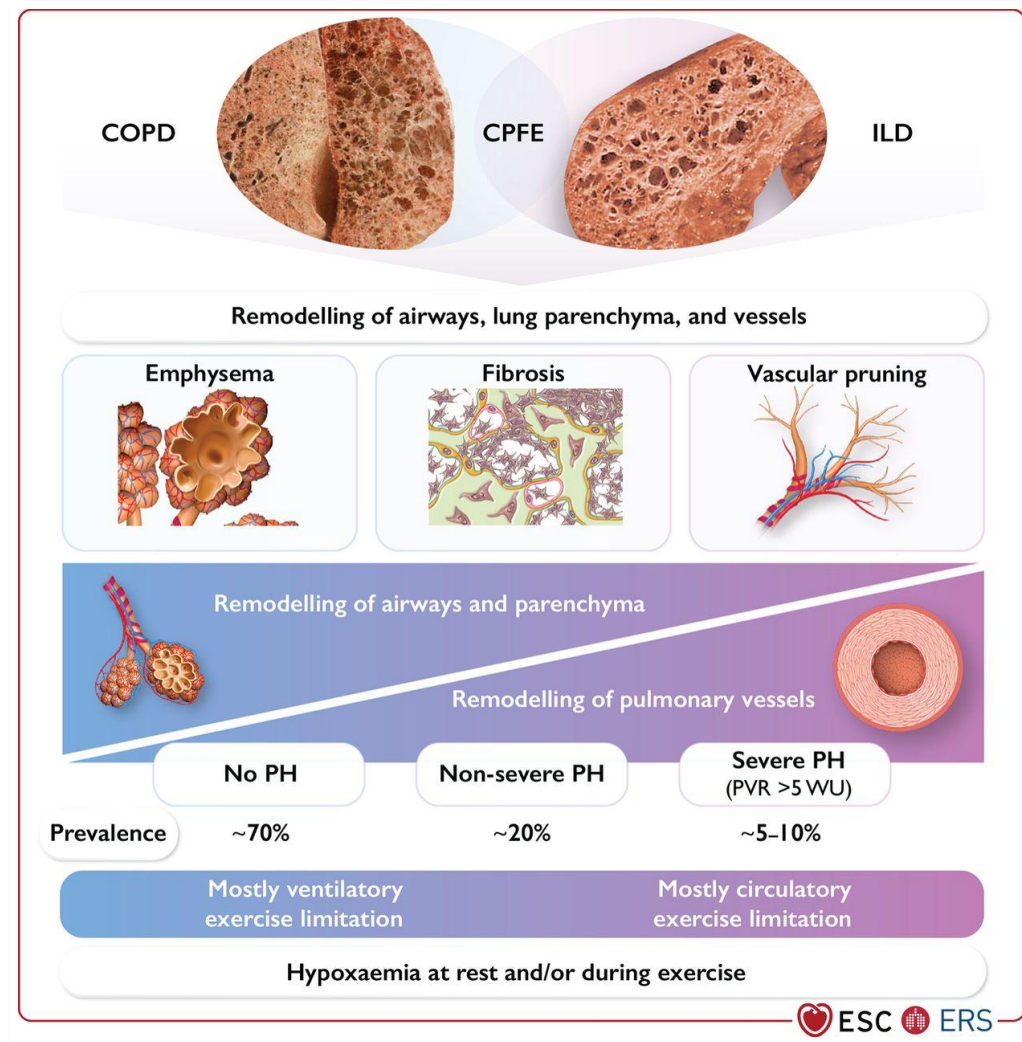 COPD
CPFE
ILD
Remodelling of airways, lung parenchyma, and vessels
Emphysema
Fibrosis
Vascular pruning
Remodelling of airways and parenchyma
Remodelling of pulmonary vessels
No PH
Non-severe PH
Severe PH
(PVR >5 WU)
Prevalence
~70%
~20%
~5–10%
Mostly ventilatory
exercise limitation
Mostly circulatory
exercise limitation
Hypoxaemia at rest and/or during exercise
ESC
ERS